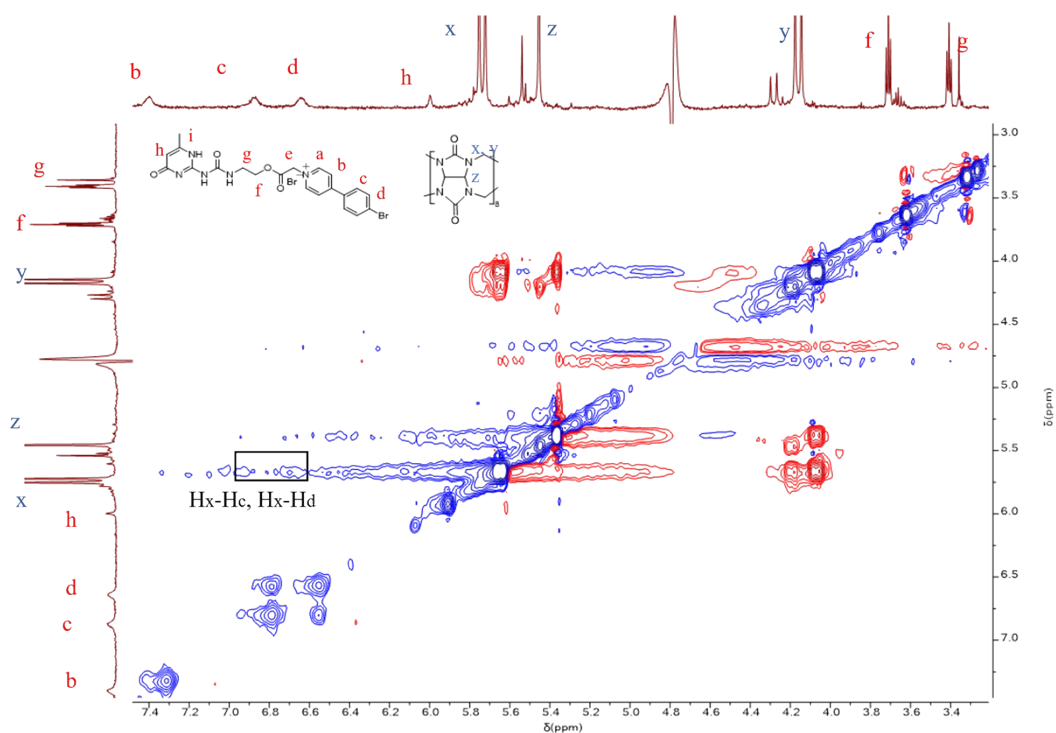 x z y f g
b c d h
i
h NH O g O e a b
O N N H N H f O Br N + c
d
Br
O x, y
N N
z
N N
8
O
g
f
y
z
x
h
d
c
b
3.0
3.5
4.0
4.5
5.0
5.5
6.0
6.5
7.0
δ(ppm)
Hx-Hc, Hx-Hd
7.4 7.2 7.0 6.8 6.6 6.4 6.2 6.0 5.8 5.6 5.4 5.2 5.0 4.8 4.6 4.4 4.2 4.0 3.8 3.6 3.4
δ(ppm)